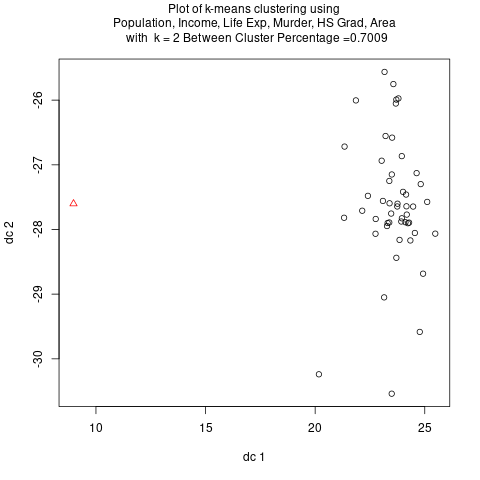 Plot of k-means clustering using
Population, Income, Life Exp, Murder, HS Grad, Area
with k = 2 Between Cluster Percentage =0.7009
-26
-27
-28
-29
-30
dc 2
10 15 20 25
dc 1